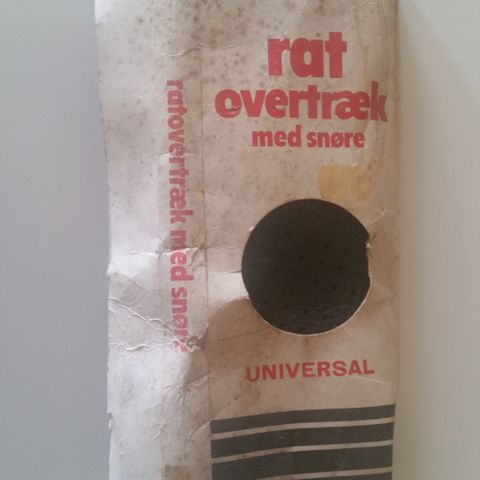 rat
overtræk
med snøre
ratovertræk med snøre
UNIVERSAL